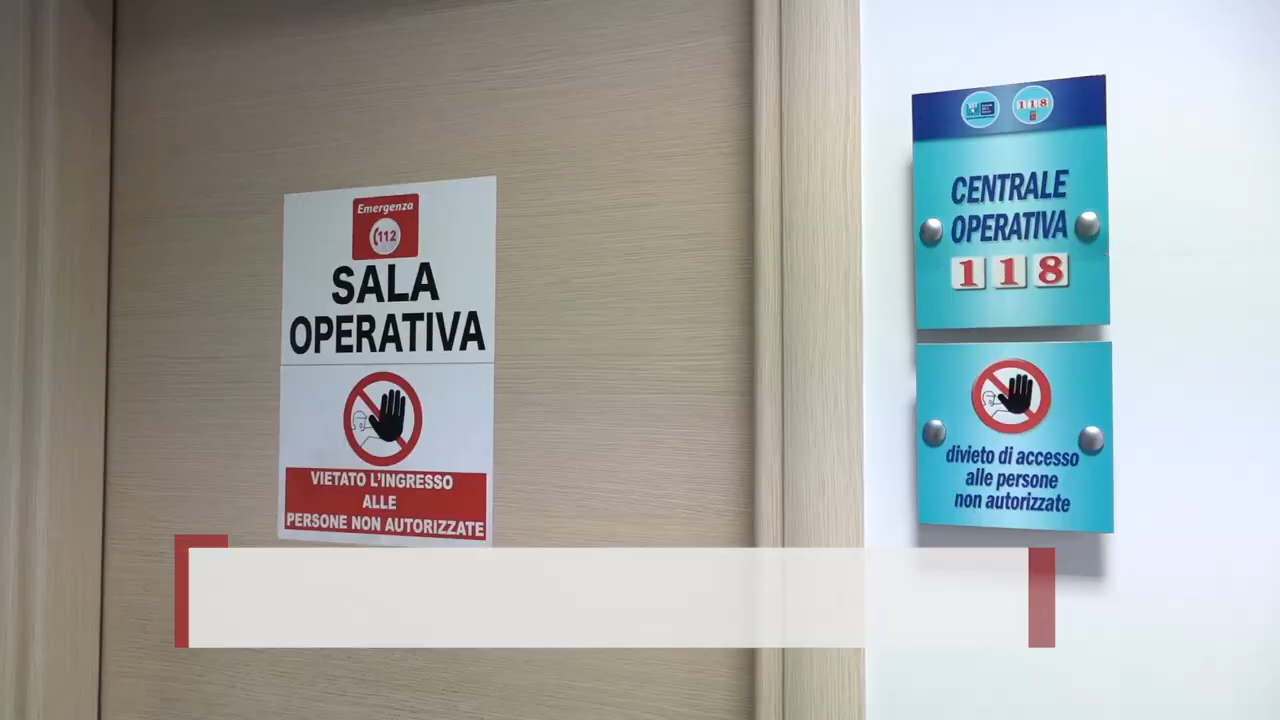 Emergenza
112
SALA
OPERATIVA
VIETATO L'INGRESSO
ALLE
PERSONE NON AUTORIZZATE
118
CENTRALE
OPERATIVA
118
divieto di accesso
alle persone
non autorizzate